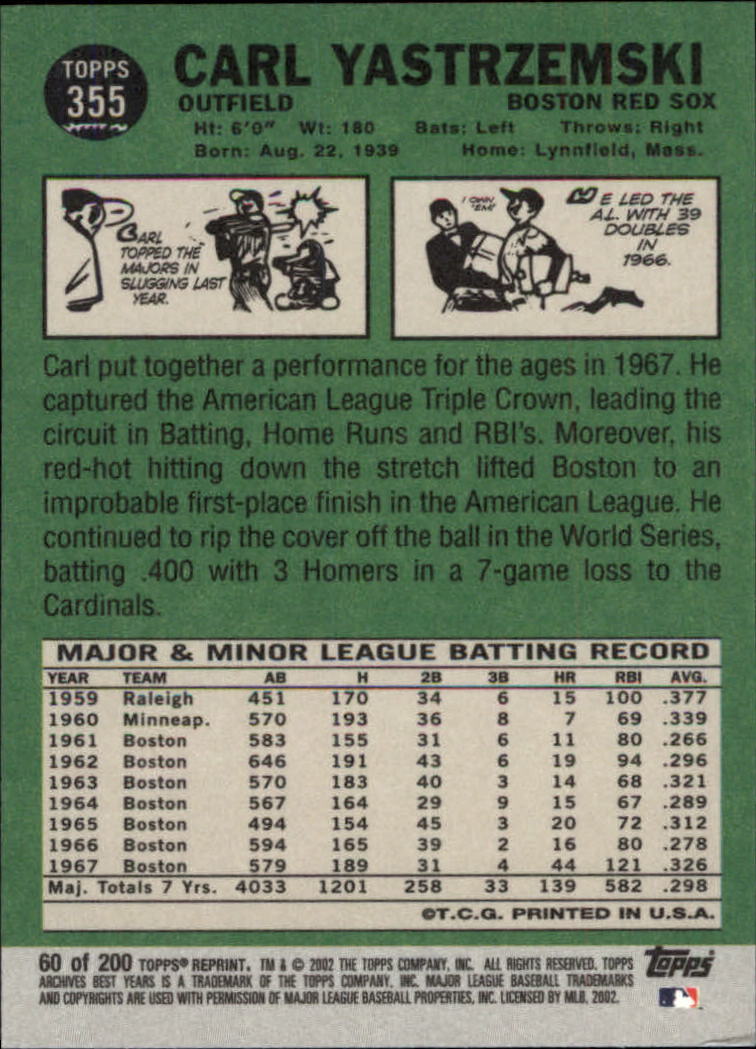 TOPPS
355
CARL YASTRZEMSKI
OUTFIELD BOSTON RED SOX
Ht: 6'0" Wt: 180 Bats: Left Throws: Right
Born: Aug. 22, 1939 Home: Lynnfield, Mass.
CARL
TOPPED THE
MAJORS IN
SLUGGING LAST
YEAR.
I OWN
'EM!
HE LED THE
A.L. WITH 39
DOUBLES
IN
1966.
Carl put together a performance for the ages in 1967. He
captured the American League Triple Crown, leading the
circuit in Batting, Home Runs and RBI's. Moreover, his
red-hot hitting down the stretch lifted Boston to an
improbable first-place finish in the American League. He
continued to rip the cover off the ball in the World Series,
batting .400 with 3 Homers in a 7-game loss to the
Cardinals.
MAJOR & MINOR LEAGUE BATTING RECORD
YEAR TEAM AB H 2B 3B HR RBI AVG.
1959 Raleigh 451 170 34 6 15 100 .377
1960 Minneap. 570 193 36 8 7 69 .339
1961 Boston 583 155 31 6 11 80 .266
1962 Boston 646 191 43 6 19 94 .296
1963 Boston 570 183 40 3 14 68 .321
1964 Boston 567 164 29 9 15 67 .289
1965 Boston 494 154 45 3 20 72 .312
1966 Boston 594 165 39 2 16 80 .278
1967 Boston 579 189 31 4 44 121 .326
Maj. Totals 7 Yrs. 4033 1201 258 33 139 582 .298
©T.C.G. PRINTED IN U.S.A.
60 of 200 TOPPS® REPRINT. TM & © 2002 THE TOPPS COMPANY, INC. ALL RIGHTS RESERVED. TOPPS
ARCHIVES BEST YEARS IS A TRADEMARK OF THE TOPPS COMPANY, INC. MAJOR LEAGUE BASEBALL TRADEMARKS
AND COPYRIGHTS ARE USED WITH PERMISSION OF MAJOR LEAGUE BASEBALL PROPERTIES, INC. LICENSED BY MLB, 2002.
Topps